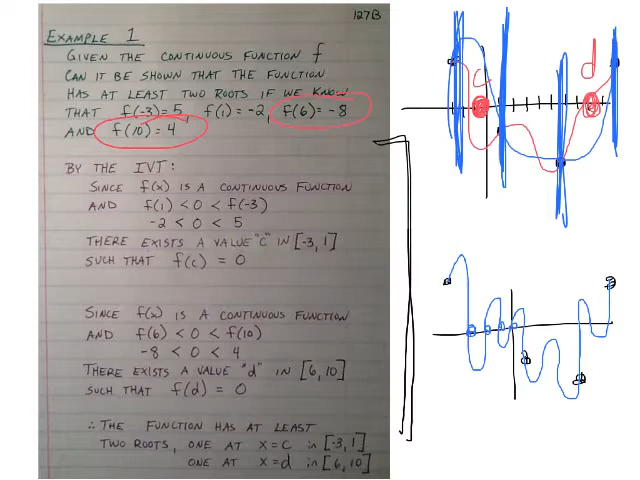 127B
EXAMPLE 1
GIVEN THE CONTINUOUS FUNCTION f
CAN IT BE SHOWN THAT THE FUNCTION
HAS AT LEAST TWO ROOTS IF WE KNOW
THAT f(-3) = 5, f(1) = -2, f(6) = -8
AND f(10) = 4
BY THE IVT:
SINCE f(x) IS A CONTINUOUS FUNCTION
AND f(1) < 0 < f(-3)
-2 < 0 < 5
THERE EXISTS A VALUE "C" IN [-3, 1]
SUCH THAT f(c) = 0
SINCE f(x) IS A CONTINUOUS FUNCTION
AND f(6) < 0 < f(10)
-8 < 0 < 4
THERE EXISTS A VALUE "d" IN [6, 10]
SUCH THAT f(d) = 0
∴ THE FUNCTION HAS AT LEAST
TWO ROOTS, ONE AT X = C in [-3, 1]
ONE AT X = d in [6, 10]
C
d